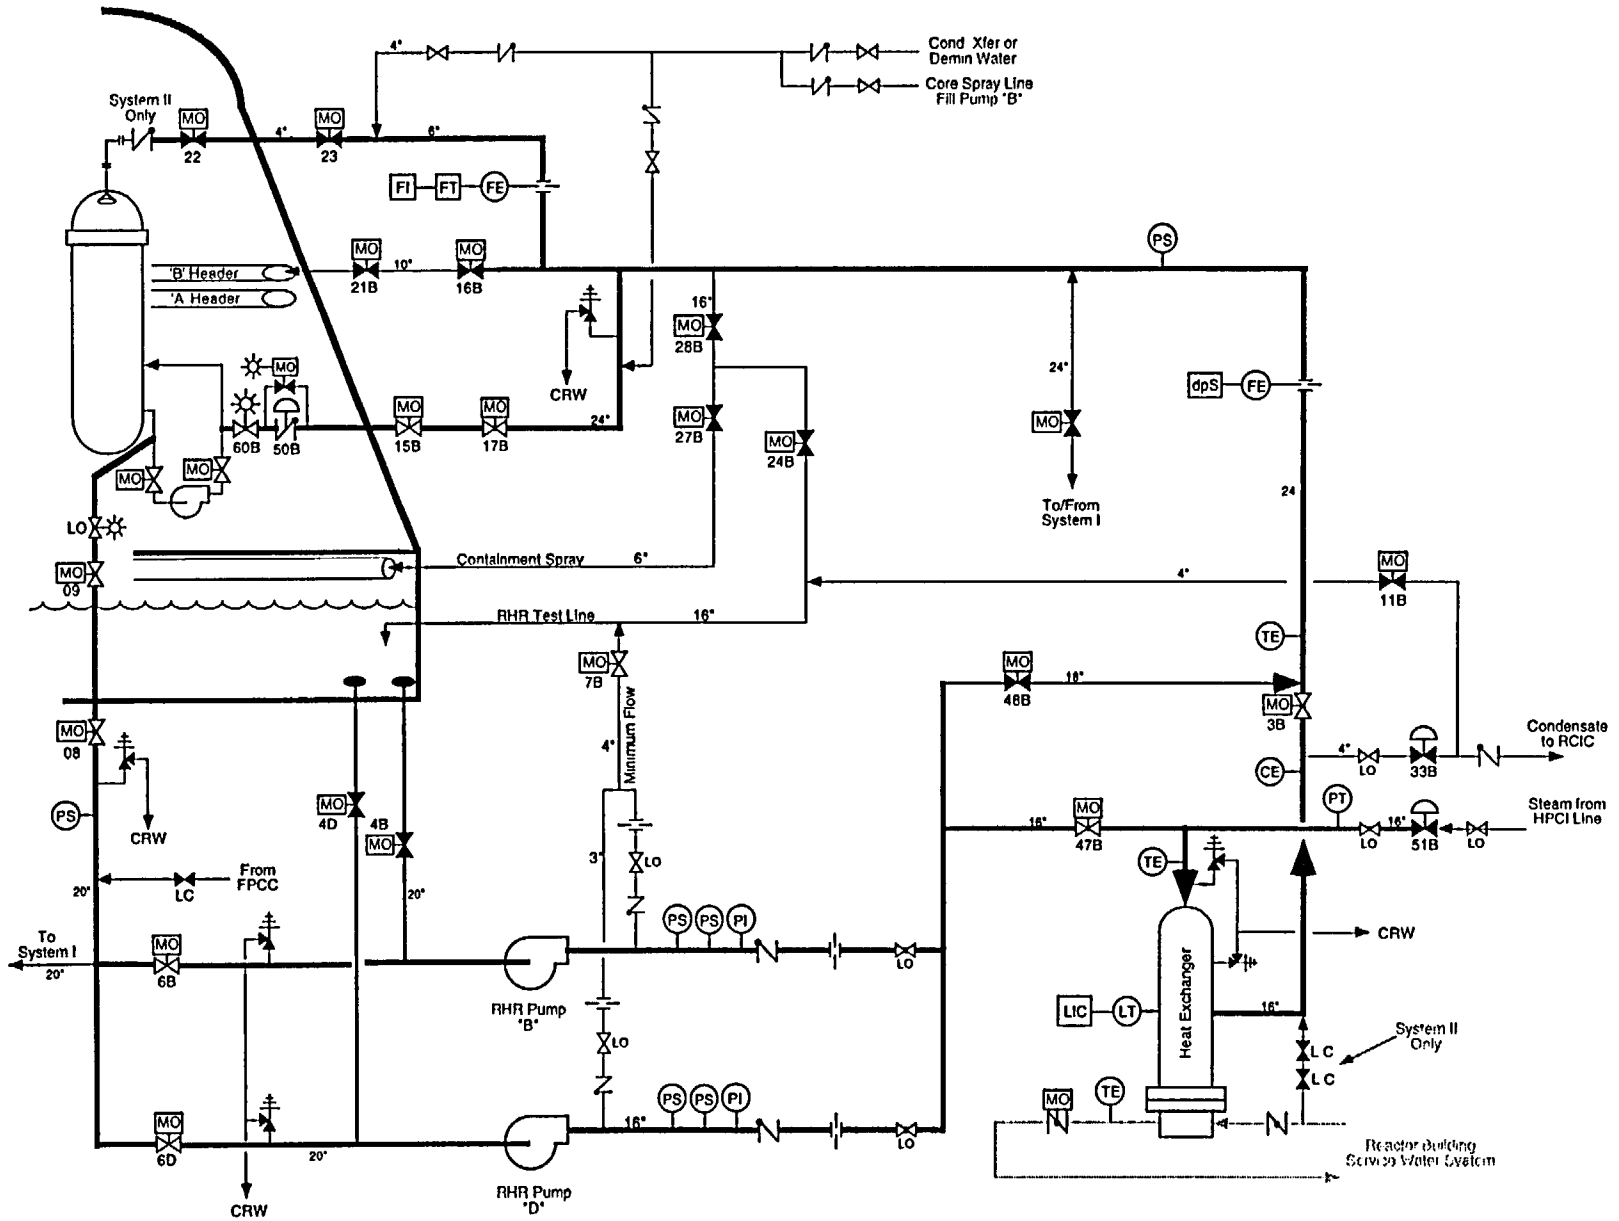 4"
Cond Xfer or
Demin Water
Core Spray Line
Fill Pump "B"
System II
Only
MO
22
4"
MO
23
6"
FI
FT
FE
PS
'B' Header
'A Header
MO
21B
10"
MO
16B
16"
MO
28B
CRW
24"
MO
dpS
FE
MO
60B
50B
MO
15B
MO
17B
24"
MO
27B
MO
24B
MO
MO
To/From
System I
24
LO
MO
09
Containment Spray
6"
4"
MO
11B
RHR Test Line
16"
TE
MO
7B
MO
48B
18"
MO
3B
MO
08
Minimum Flow
4"
Condensate
to RCIC
4"
LO
33B
CE
PT
Steam from
HPCI Line
PS
CRW
MO
4D
4B
MO
16"
MO
47B
LO
16"
51B
LO
3"
LO
TE
From
FPCC
LC
20"
20"
PS
PS
PI
To
System I
20"
MO
6B
LO
CRW
RHR Pump
"B"
Heat Exchanger
LIC
LT
16"
LO
System II
Only
L C
L C
MO
TE
PS
PS
PI
MO
6D
20"
16"
LO
Reactor Building
Service Water System
RHR Pump
"D"
CRW